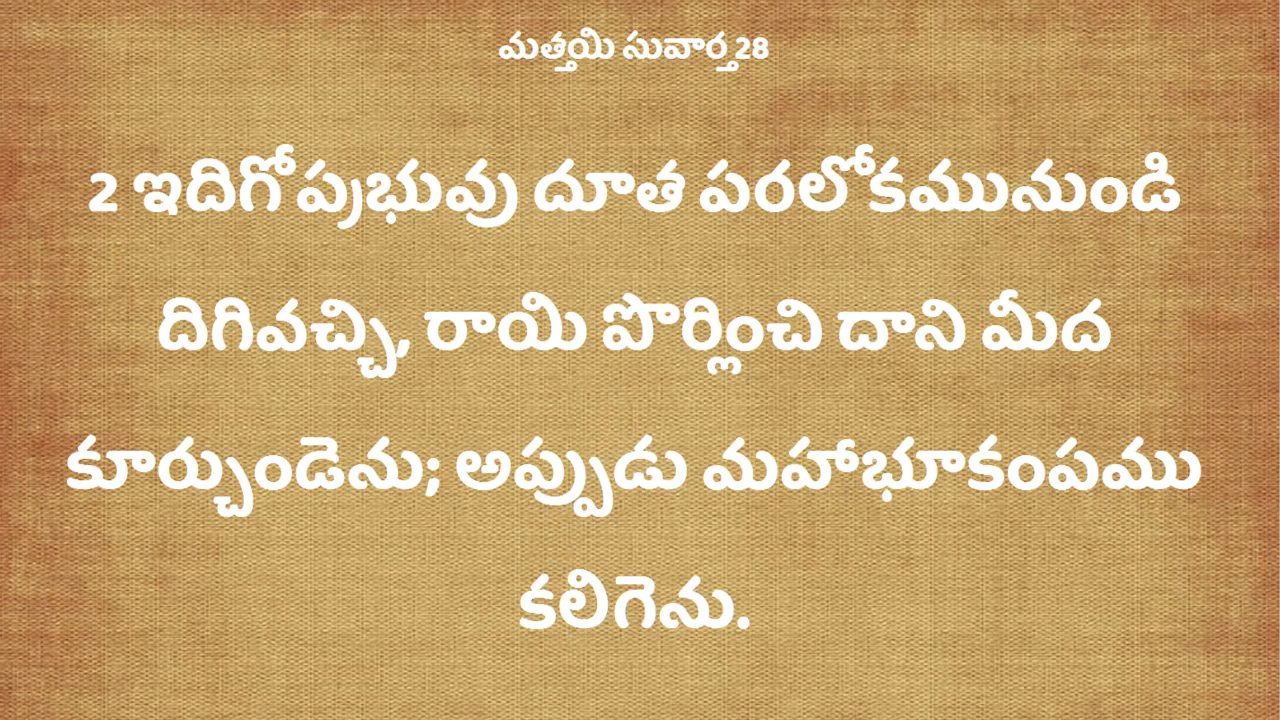 మత్తయి సువార్త 28
2 ఇదిగో ప్రభువు దూత పరలోకమునుండి
దిగివచ్చి, రాయి పొర్లించి దాని మీద
కూర్చుండెను; అప్పుడు మహాభూకంపము
కలిగెను.